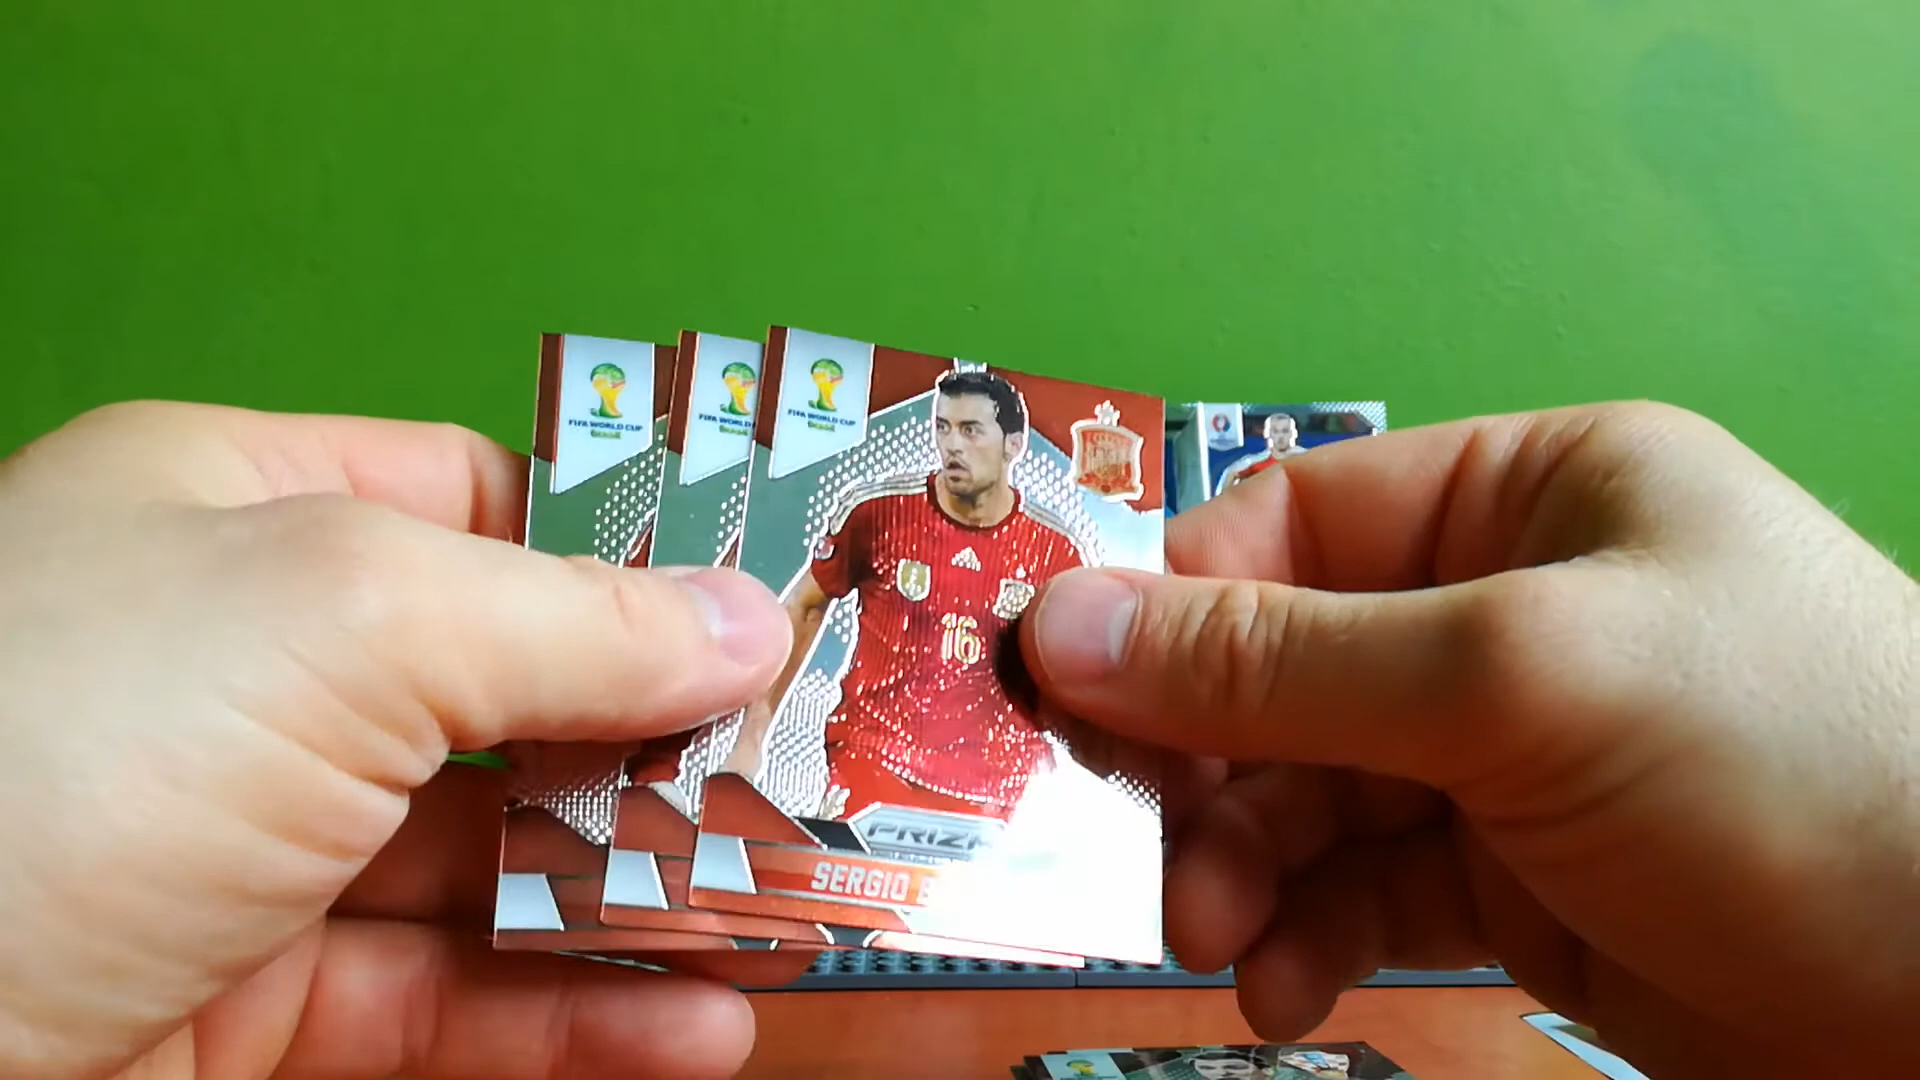 FIFA WORLD CUP
Brasil
FIFA WORLD CUP
Brasil
FIFA WORLD CUP
Brasil
16
PRIZM
SERGIO B